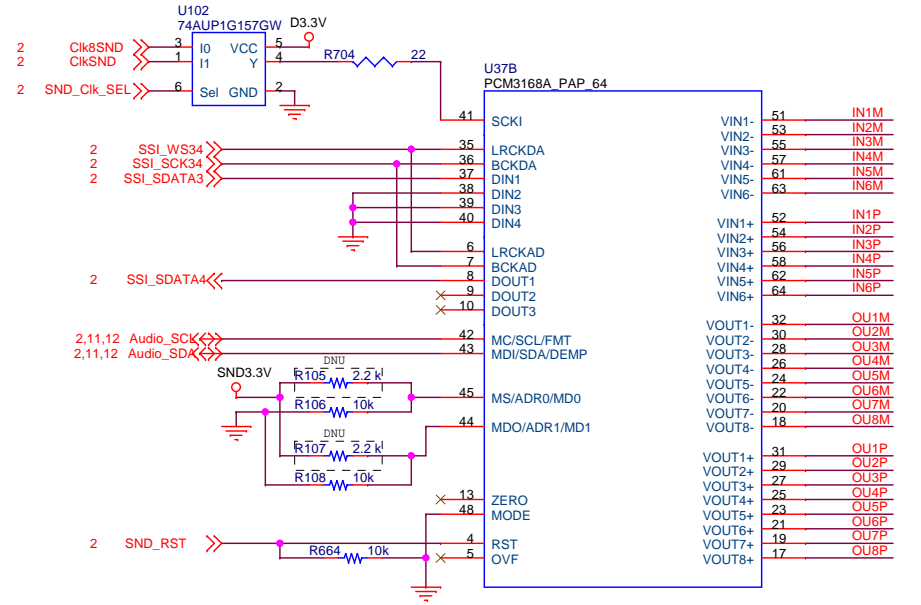 U102
74AUP1G157GW
D3.3V
2 Clk8SND 3 I0 VCC 5
2 ClkSND 1 I1 Y 4 R704 22
2 SND_Clk_SEL 6 Sel GND 2
U37B
PCM3168A_PAP_64
41 SCKI VIN1- 51 IN1M
VIN2- 53 IN2M
2 SSI_WS34 35 LRCKDA VIN3- 55 IN3M
2 SSI_SCK34 36 BCKDA VIN4- 57 IN4M
2 SSI_SDATA3 37 DIN1 VIN5- 61 IN5M
38 DIN2 VIN6- 63 IN6M
39 DIN3
40 DIN4 VIN1+ 52 IN1P
VIN2+ 54 IN2P
6 LRCKAD VIN3+ 56 IN3P
7 BCKAD VIN4+ 58 IN4P
2 SSI_SDATA4 8 DOUT1 VIN5+ 62 IN5P
9 DOUT2 VIN6+ 64 IN6P
10 DOUT3
VOUT1- 32 OU1M
2,11,12 Audio_SCK 42 MC/SCL/FMT VOUT2- 30 OU2M
2,11,12 Audio_SDA 43 MDI/SDA/DEMP VOUT3- 28 OU3M
DNU VOUT4- 26 OU4M
SND3.3V R105 2.2 k VOUT5- 24 OU5M
45 MS/ADR0/MD0 VOUT6- 22 OU6M
R106 10k VOUT7- 20 OU7M
44 MDO/ADR1/MD1 VOUT8- 18 OU8M
DNU
R107 2.2 k VOUT1+ 31 OU1P
VOUT2+ 29 OU2P
R108 10k VOUT3+ 27 OU3P
13 ZERO VOUT4+ 25 OU4P
48 MODE VOUT5+ 23 OU5P
VOUT6+ 21 OU6P
2 SND_RST 4 RST VOUT7+ 19 OU7P
R664 10k 5 OVF VOUT8+ 17 OU8P